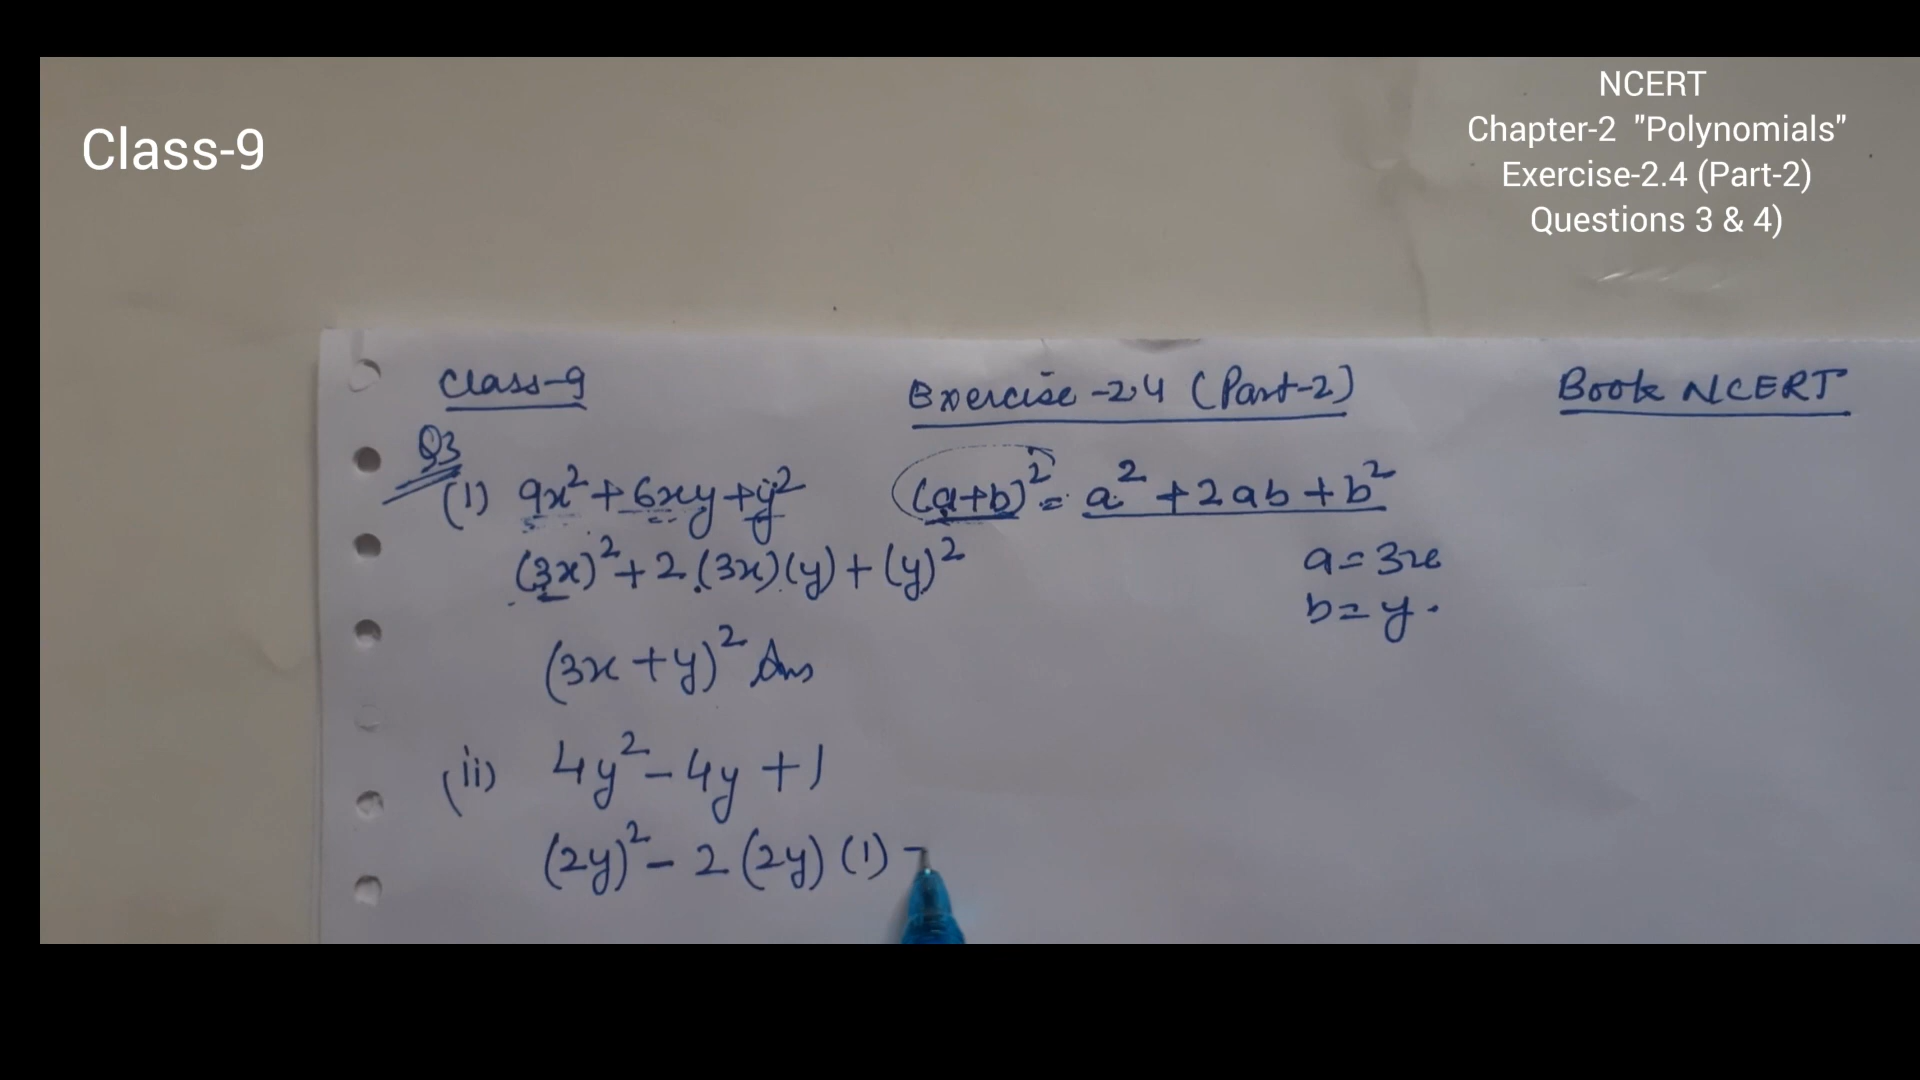 Class-9
NCERT
Chapter-2 "Polynomials"
Exercise-2.4 (Part-2)
Questions 3 & 4)
Class-9
Exercise-2.4 (Part-2)
Book NCERT
Q3
(i) 9x²+6xy+y²
(a+b)² = a² + 2ab + b²
(3x)² + 2.(3x)(y) + (y)²
a = 3x
b = y.
(3x+y)² Ans
(ii) 4y² - 4y + 1
(2y)² - 2 (2y) (1) -